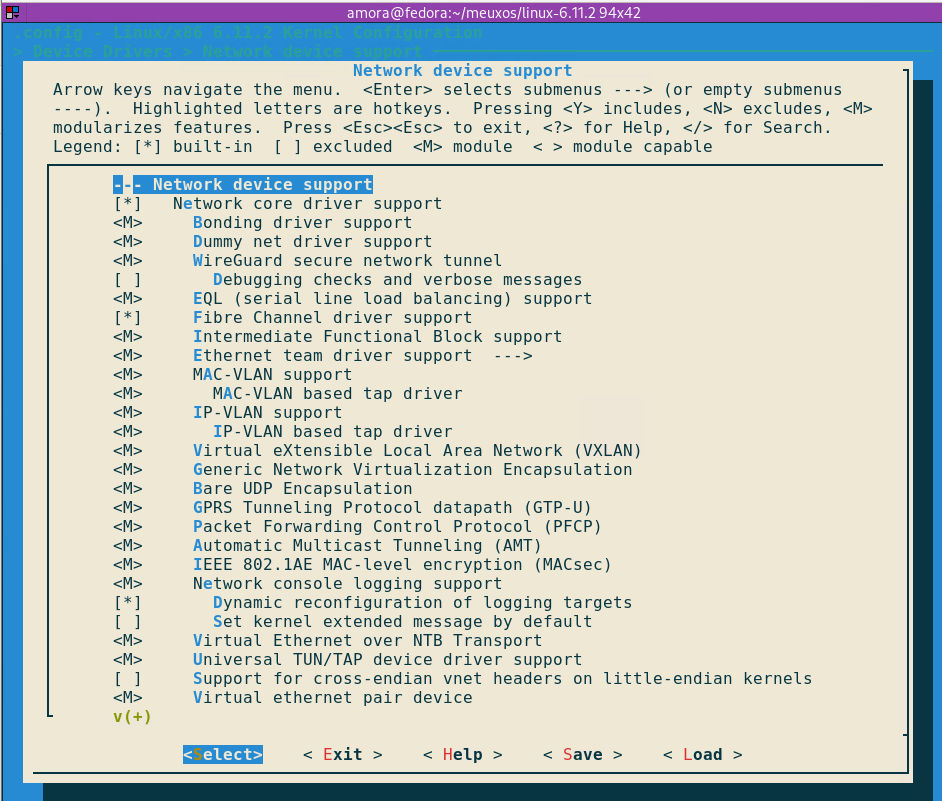 amora@fedora:~/meuxos/linux-6.11.2 94x42
.config - Linux/x86 6.11.2 Kernel Configuration
> Device Drivers > Network device support
Network device support
Arrow keys navigate the menu.  <Enter> selects submenus ---> (or empty submenus
----).  Highlighted letters are hotkeys.  Pressing <Y> includes, <N> excludes, <M>
modularizes features.  Press <Esc><Esc> to exit, <?> for Help, </> for Search.
Legend: [*] built-in  [ ] excluded  <M> module  < > module capable
--- Network device support
[*]   Network core driver support
<M>     Bonding driver support
<M>     Dummy net driver support
<M>     WireGuard secure network tunnel
[ ]       Debugging checks and verbose messages
<M>     EQL (serial line load balancing) support
[*]     Fibre Channel driver support
<M>     Intermediate Functional Block support
<M>     Ethernet team driver support  --->
<M>     MAC-VLAN support
<M>       MAC-VLAN based tap driver
<M>     IP-VLAN support
<M>       IP-VLAN based tap driver
<M>     Virtual eXtensible Local Area Network (VXLAN)
<M>     Generic Network Virtualization Encapsulation
<M>     Bare UDP Encapsulation
<M>     GPRS Tunneling Protocol datapath (GTP-U)
<M>     Packet Forwarding Control Protocol (PFCP)
<M>     Automatic Multicast Tunneling (AMT)
<M>     IEEE 802.1AE MAC-level encryption (MACsec)
<M>     Network console logging support
[*]       Dynamic reconfiguration of logging targets
[ ]       Set kernel extended message by default
<M>     Virtual Ethernet over NTB Transport
<M>     Universal TUN/TAP device driver support
[ ]     Support for cross-endian vnet headers on little-endian kernels
<M>     Virtual ethernet pair device
v(+)
<Select>    < Exit >    < Help >    < Save >    < Load >